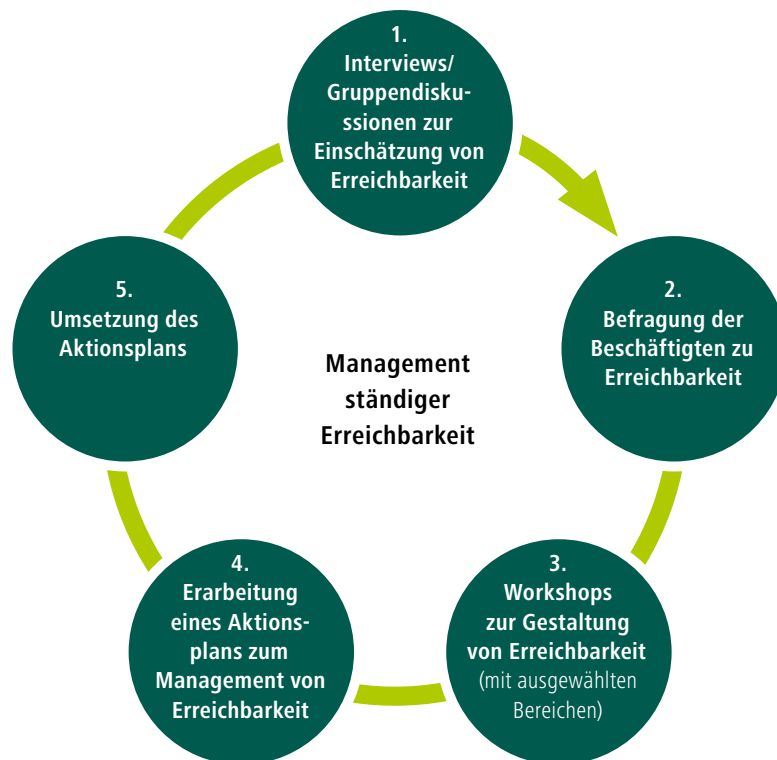 1.
Interviews/
Gruppendisku-
ssionen zur
Einschätzung von
Erreichbarkeit
2.
Befragung der
Beschäftigten zu
Erreichbarkeit
3.
Workshops
zur Gestaltung
von Erreichbarkeit
(mit ausgewählten
Bereichen)
4.
Erarbeitung
eines Aktions-
plans zum
Management von
Erreichbarkeit
5.
Umsetzung des
Aktionsplans
Management
ständiger
Erreichbarkeit